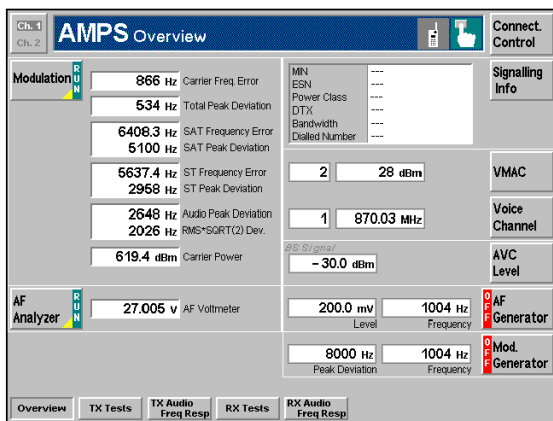 Ch. 1
Ch. 2
AMPS Overview
Connect. Control
Modulation RUN
866 Hz Carrier Freq. Error
534 Hz Total Peak Deviation
6408.3 Hz SAT Frequency Error
5100 Hz SAT Peak Deviation
5637.4 Hz ST Frequency Error
2958 Hz ST Peak Deviation
2648 Hz Audio Peak Deviation
2026 Hz RMS*SQRT(2) Dev.
619.4 dBm Carrier Power
MIN ---
ESN ---
Power Class ---
DTX ---
Bandwidth ---
Dialled Number ---
Signalling Info
2 28 dBm
VMAC
1 870.03 MHz
Voice Channel
BS Signal
- 30.0 dBm
AVC Level
AF Analyzer RUN
27.005 V AF Voltmeter
200.0 mV 1004 Hz
Level Frequency
OFF AF Generator
8000 Hz 1004 Hz
Peak Deviation Frequency
OFF Mod. Generator
Overview
TX Tests
TX Audio Freq Resp
RX Tests
RX Audio Freq Resp